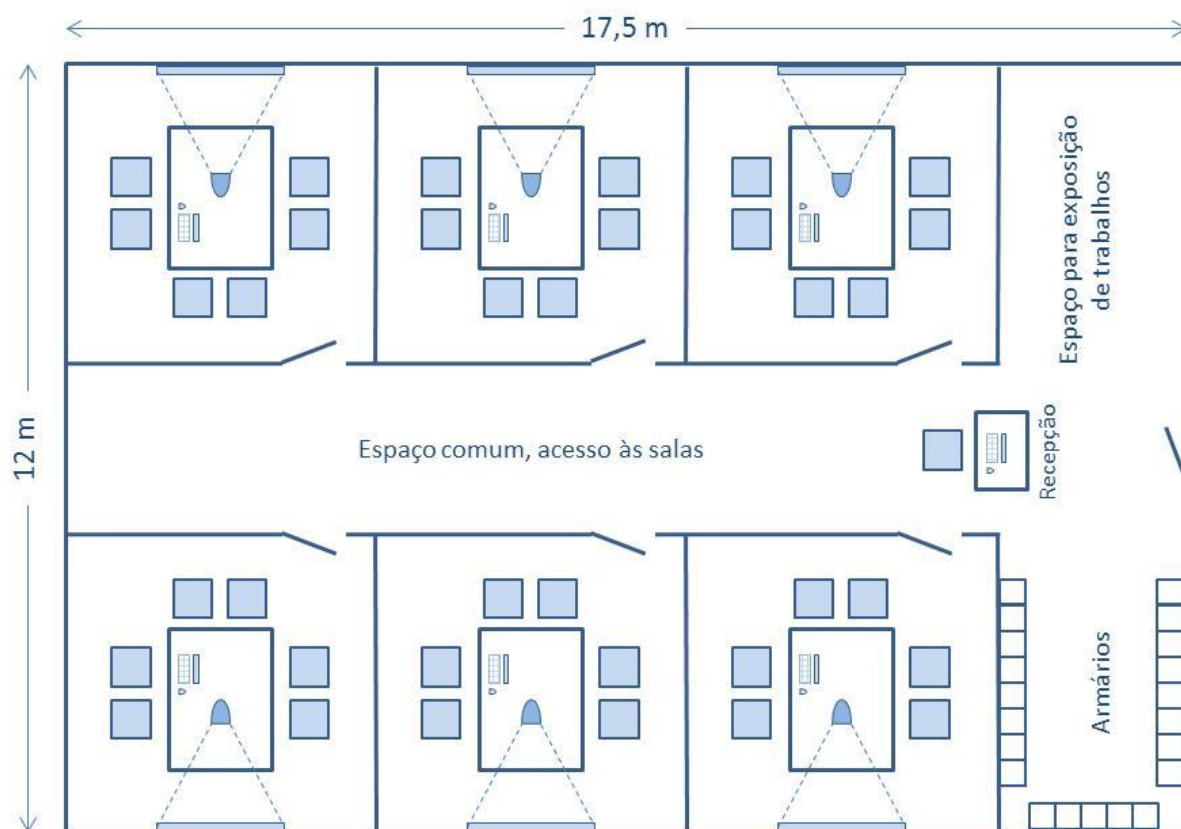 17,5 m
12 m
Espaço para exposição
de trabalhos
Espaço comum, acesso às salas
Recepção
Armários